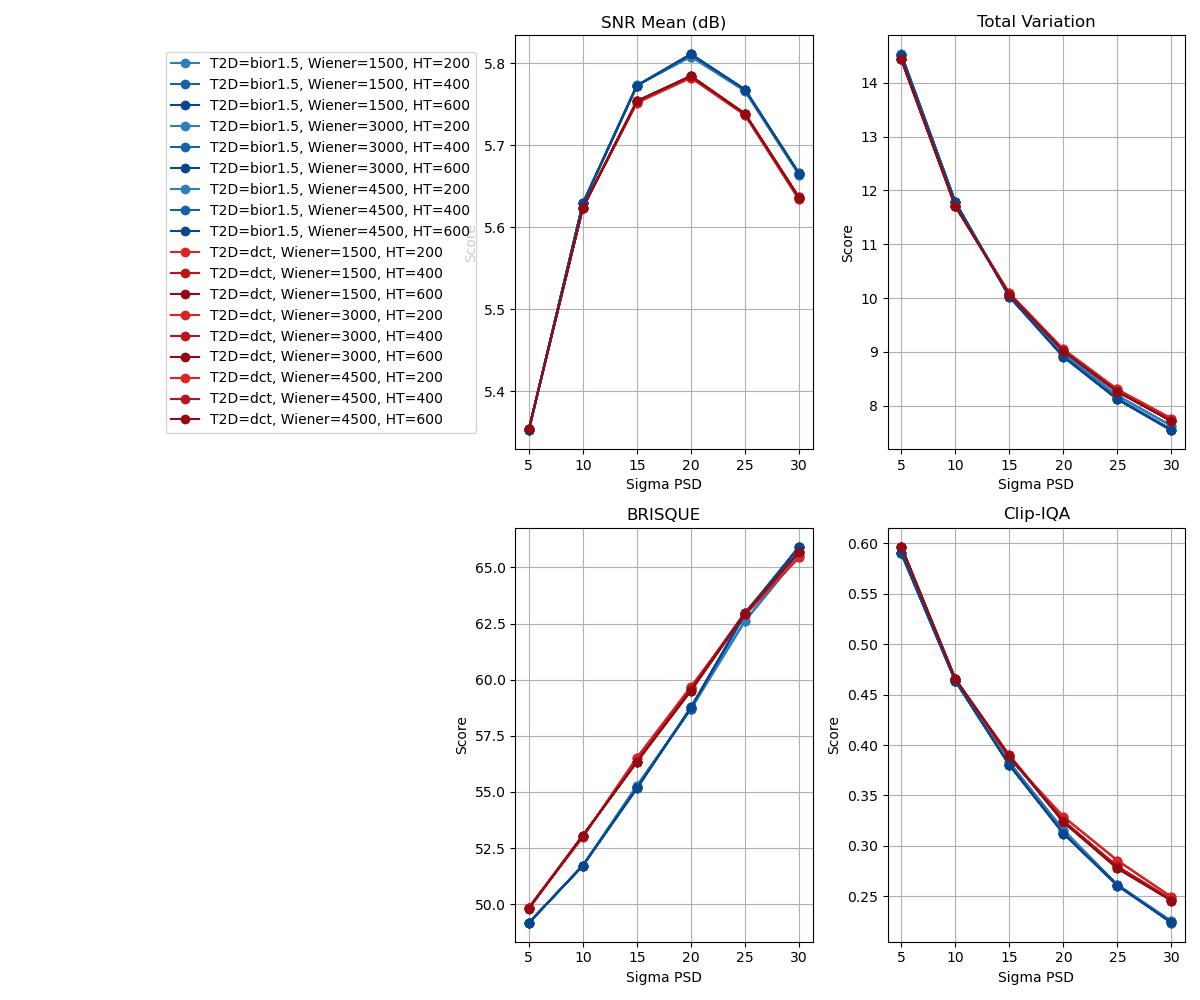 SNR Mean (dB)
Total Variation
T2D=bior1.5, Wiener=1500, HT=200
T2D=bior1.5, Wiener=1500, HT=400
T2D=bior1.5, Wiener=1500, HT=600
T2D=bior1.5, Wiener=3000, HT=200
T2D=bior1.5, Wiener=3000, HT=400
T2D=bior1.5, Wiener=3000, HT=600
T2D=bior1.5, Wiener=4500, HT=200
T2D=bior1.5, Wiener=4500, HT=400
T2D=bior1.5, Wiener=4500, HT=600
T2D=dct, Wiener=1500, HT=200
T2D=dct, Wiener=1500, HT=400
T2D=dct, Wiener=1500, HT=600
T2D=dct, Wiener=3000, HT=200
T2D=dct, Wiener=3000, HT=400
T2D=dct, Wiener=3000, HT=600
T2D=dct, Wiener=4500, HT=200
T2D=dct, Wiener=4500, HT=400
T2D=dct, Wiener=4500, HT=600
Score
5.8
5.7
5.6
5.5
5.4
5 10 15 20 25 30
Sigma PSD
Score
14
13
12
11
10
9
8
5 10 15 20 25 30
Sigma PSD
BRISQUE
Score
65.0
62.5
60.0
57.5
55.0
52.5
50.0
5 10 15 20 25 30
Sigma PSD
Clip-IQA
Score
0.60
0.55
0.50
0.45
0.40
0.35
0.30
0.25
5 10 15 20 25 30
Sigma PSD